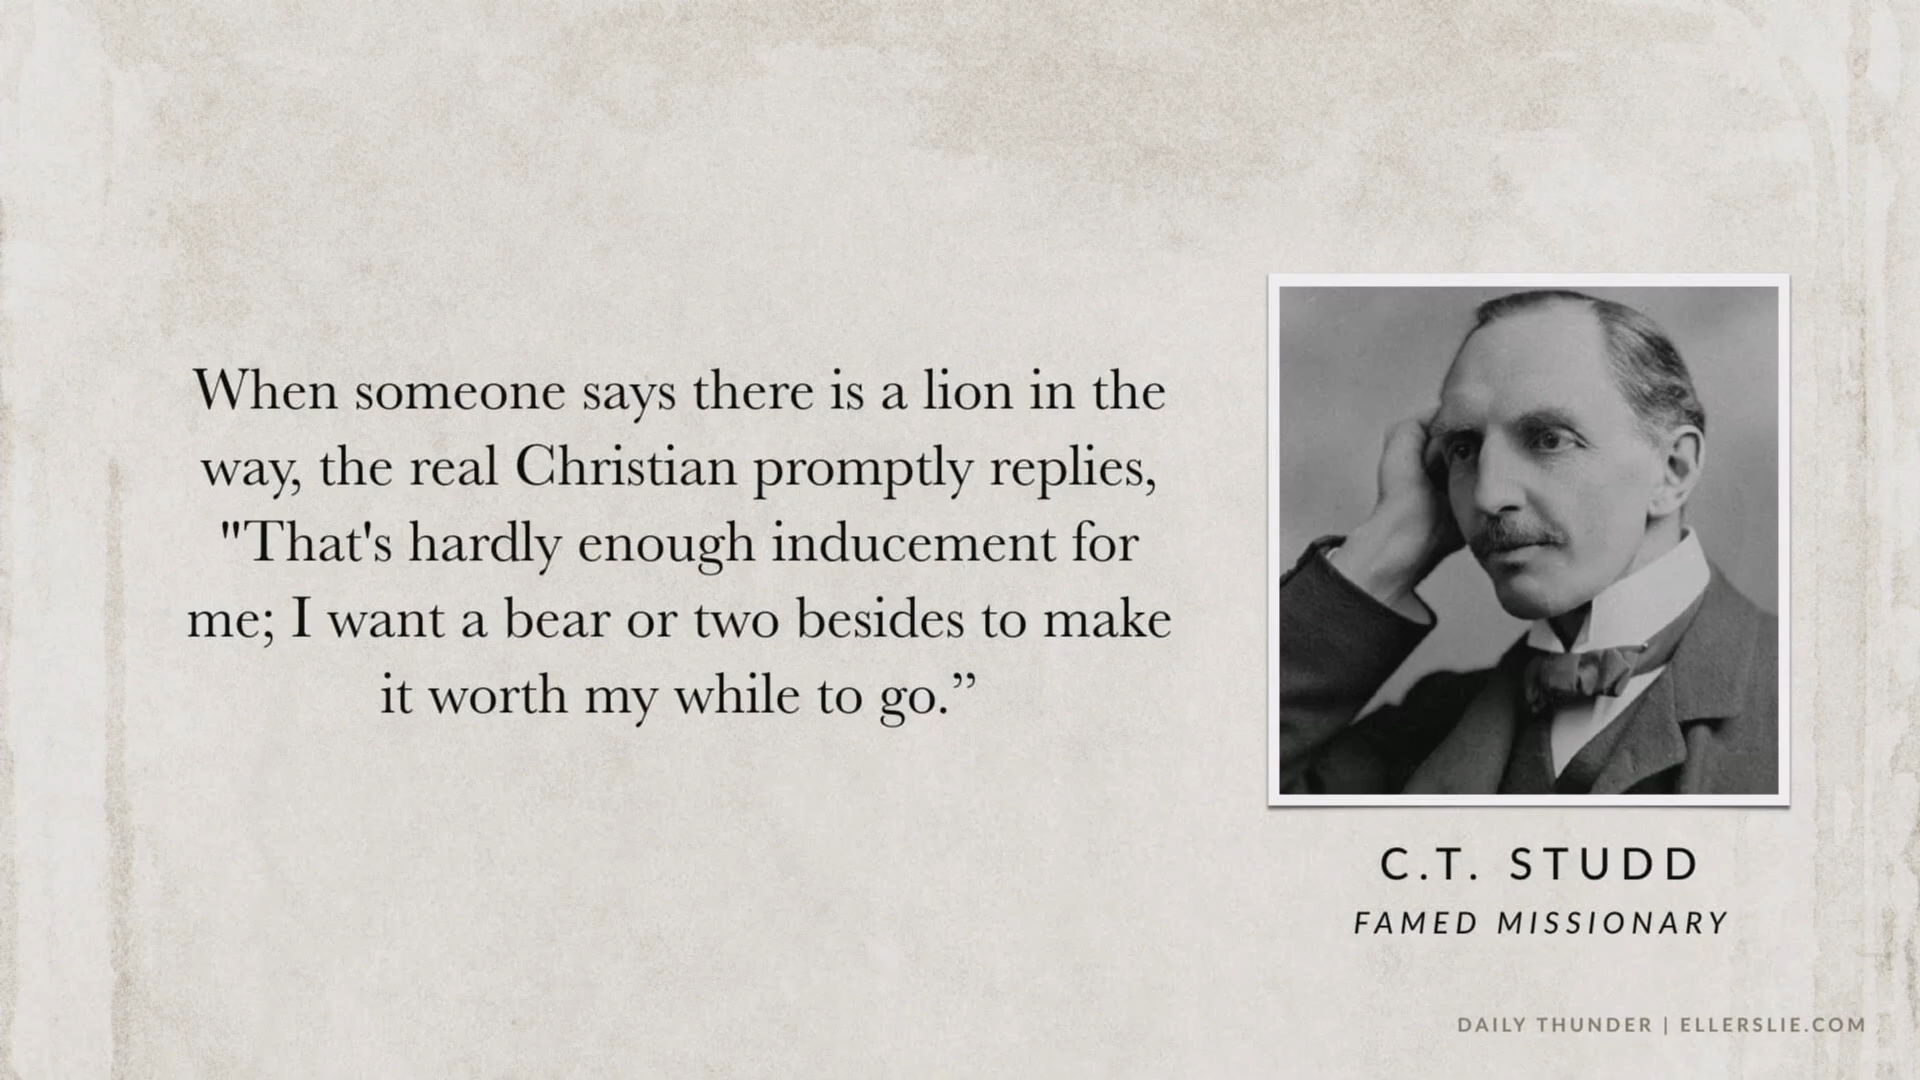 When someone says there is a lion in the
way, the real Christian promptly replies,
"That's hardly enough inducement for
me; I want a bear or two besides to make
it worth my while to go.”
C.T. STUDD
FAMED MISSIONARY
DAILY THUNDER | ELLERSLIE.COM